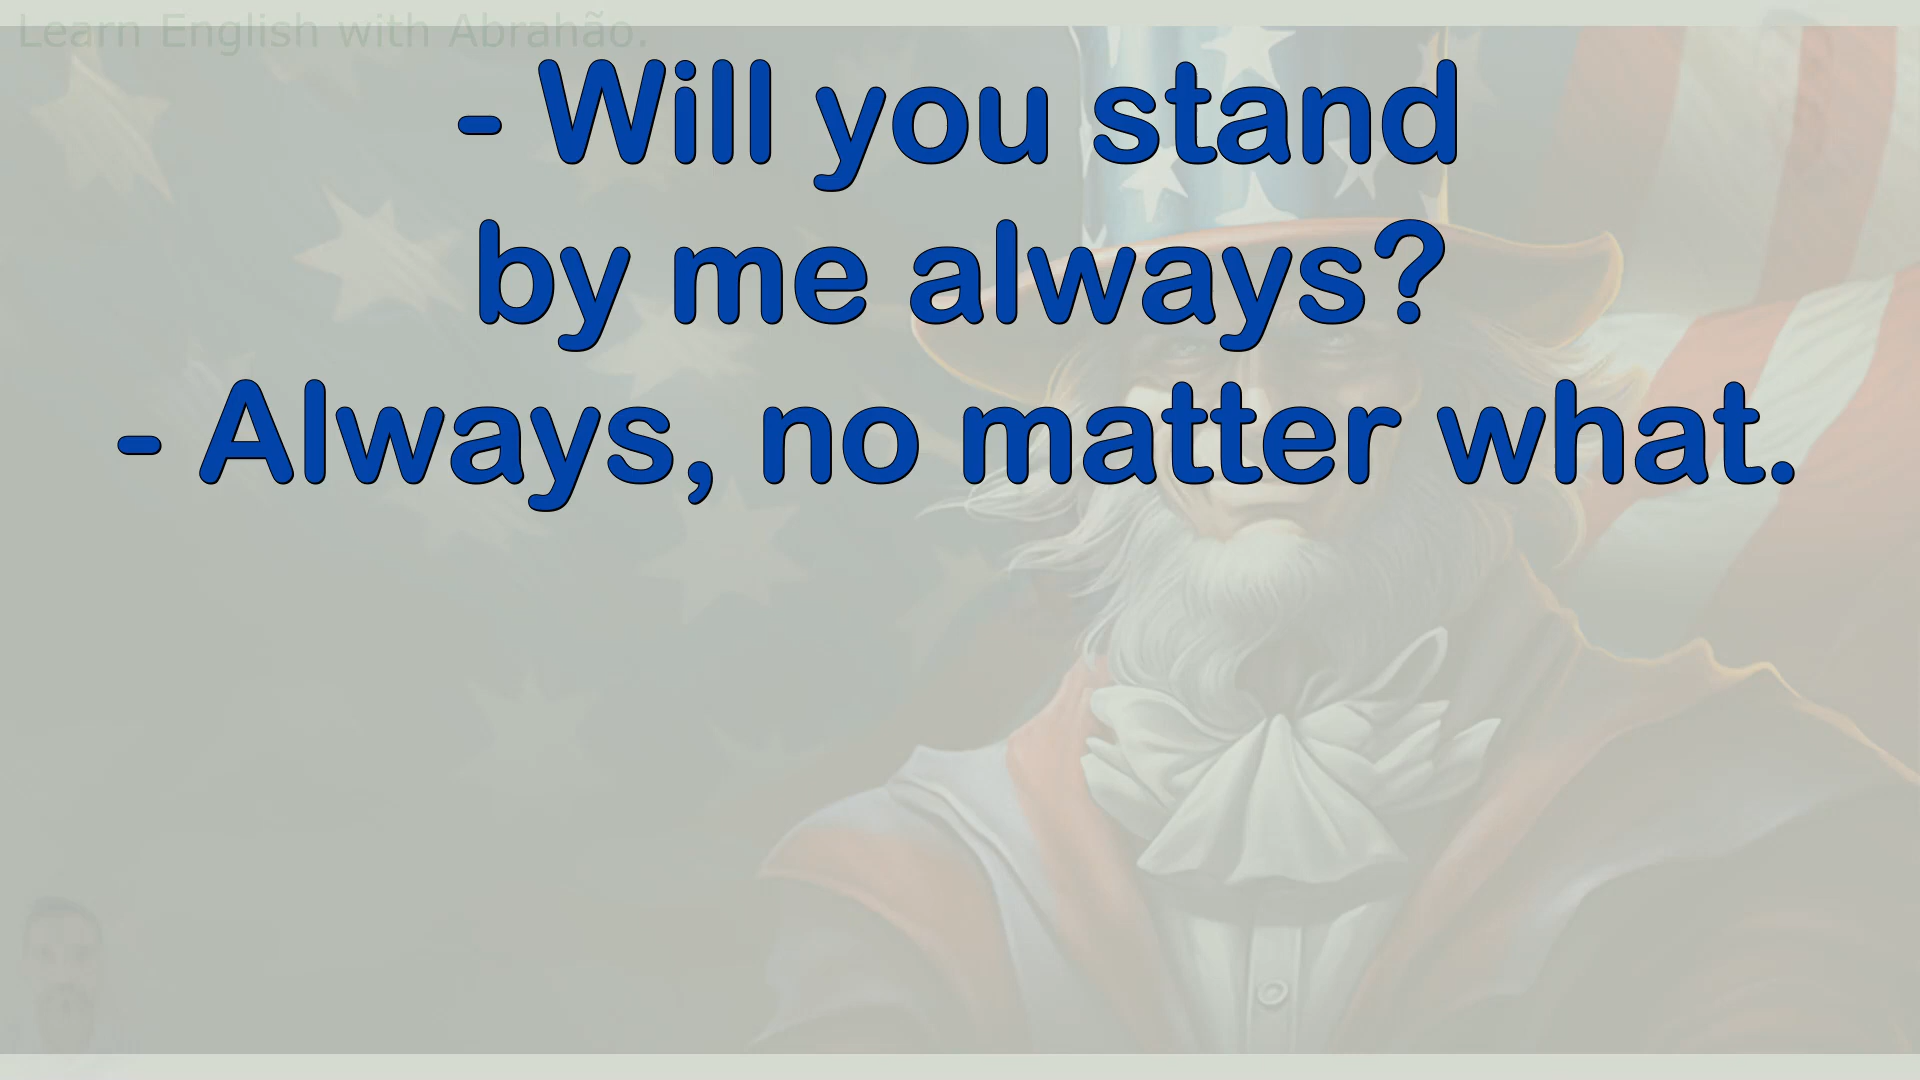 Learn English with Abrahão.
- Will you stand
by me always?
- Always, no matter what.